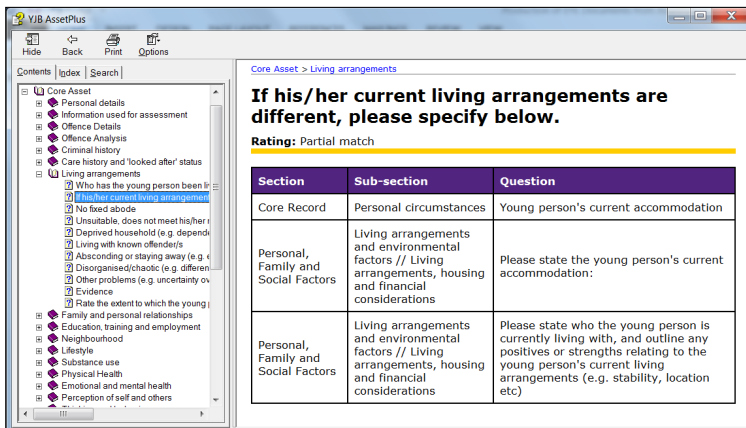 YJB AssetPlus
Hide Back Print Options
Contents Index Search
Core Asset
Personal details
Information used for assessment
Offence Details
Offence Analysis
Criminal history
Care history and 'looked after' status
Living arrangements
Who has the young person been
If his/her current living arrangement
No fixed abode
Unsuitable, does not meet his/her
Deprived household (e.g.
Living with known offender/s
Absconding or staying away (e.g.
Disorganised/chaotic (e.g.
Other problems (e.g. uncertainty
Evidence
Rate the extent to which the young
Family and personal relationships
Education, training and employment
Neighbourhood
Lifestyle
Substance use
Physical Health
Emotional and mental health
Perception of self and others
Core Asset > Living arrangements
If his/her current living arrangements are
different, please specify below.
Rating: Partial match
Section Sub-section Question
Core Record Personal circumstances Young person's current accommodation
Personal,
Family and
Social Factors
Living arrangements
and environmental
factors // Living
arrangements, housing
and financial
considerations
Please state the young person's current
accommodation:
Personal,
Family and
Social Factors
Living arrangements
and environmental
factors // Living
arrangements, housing
and financial
considerations
Please state who the young person is
currently living with, and outline any
positives or strengths relating to the
young person's current living
arrangements (e.g. stability, location
etc)